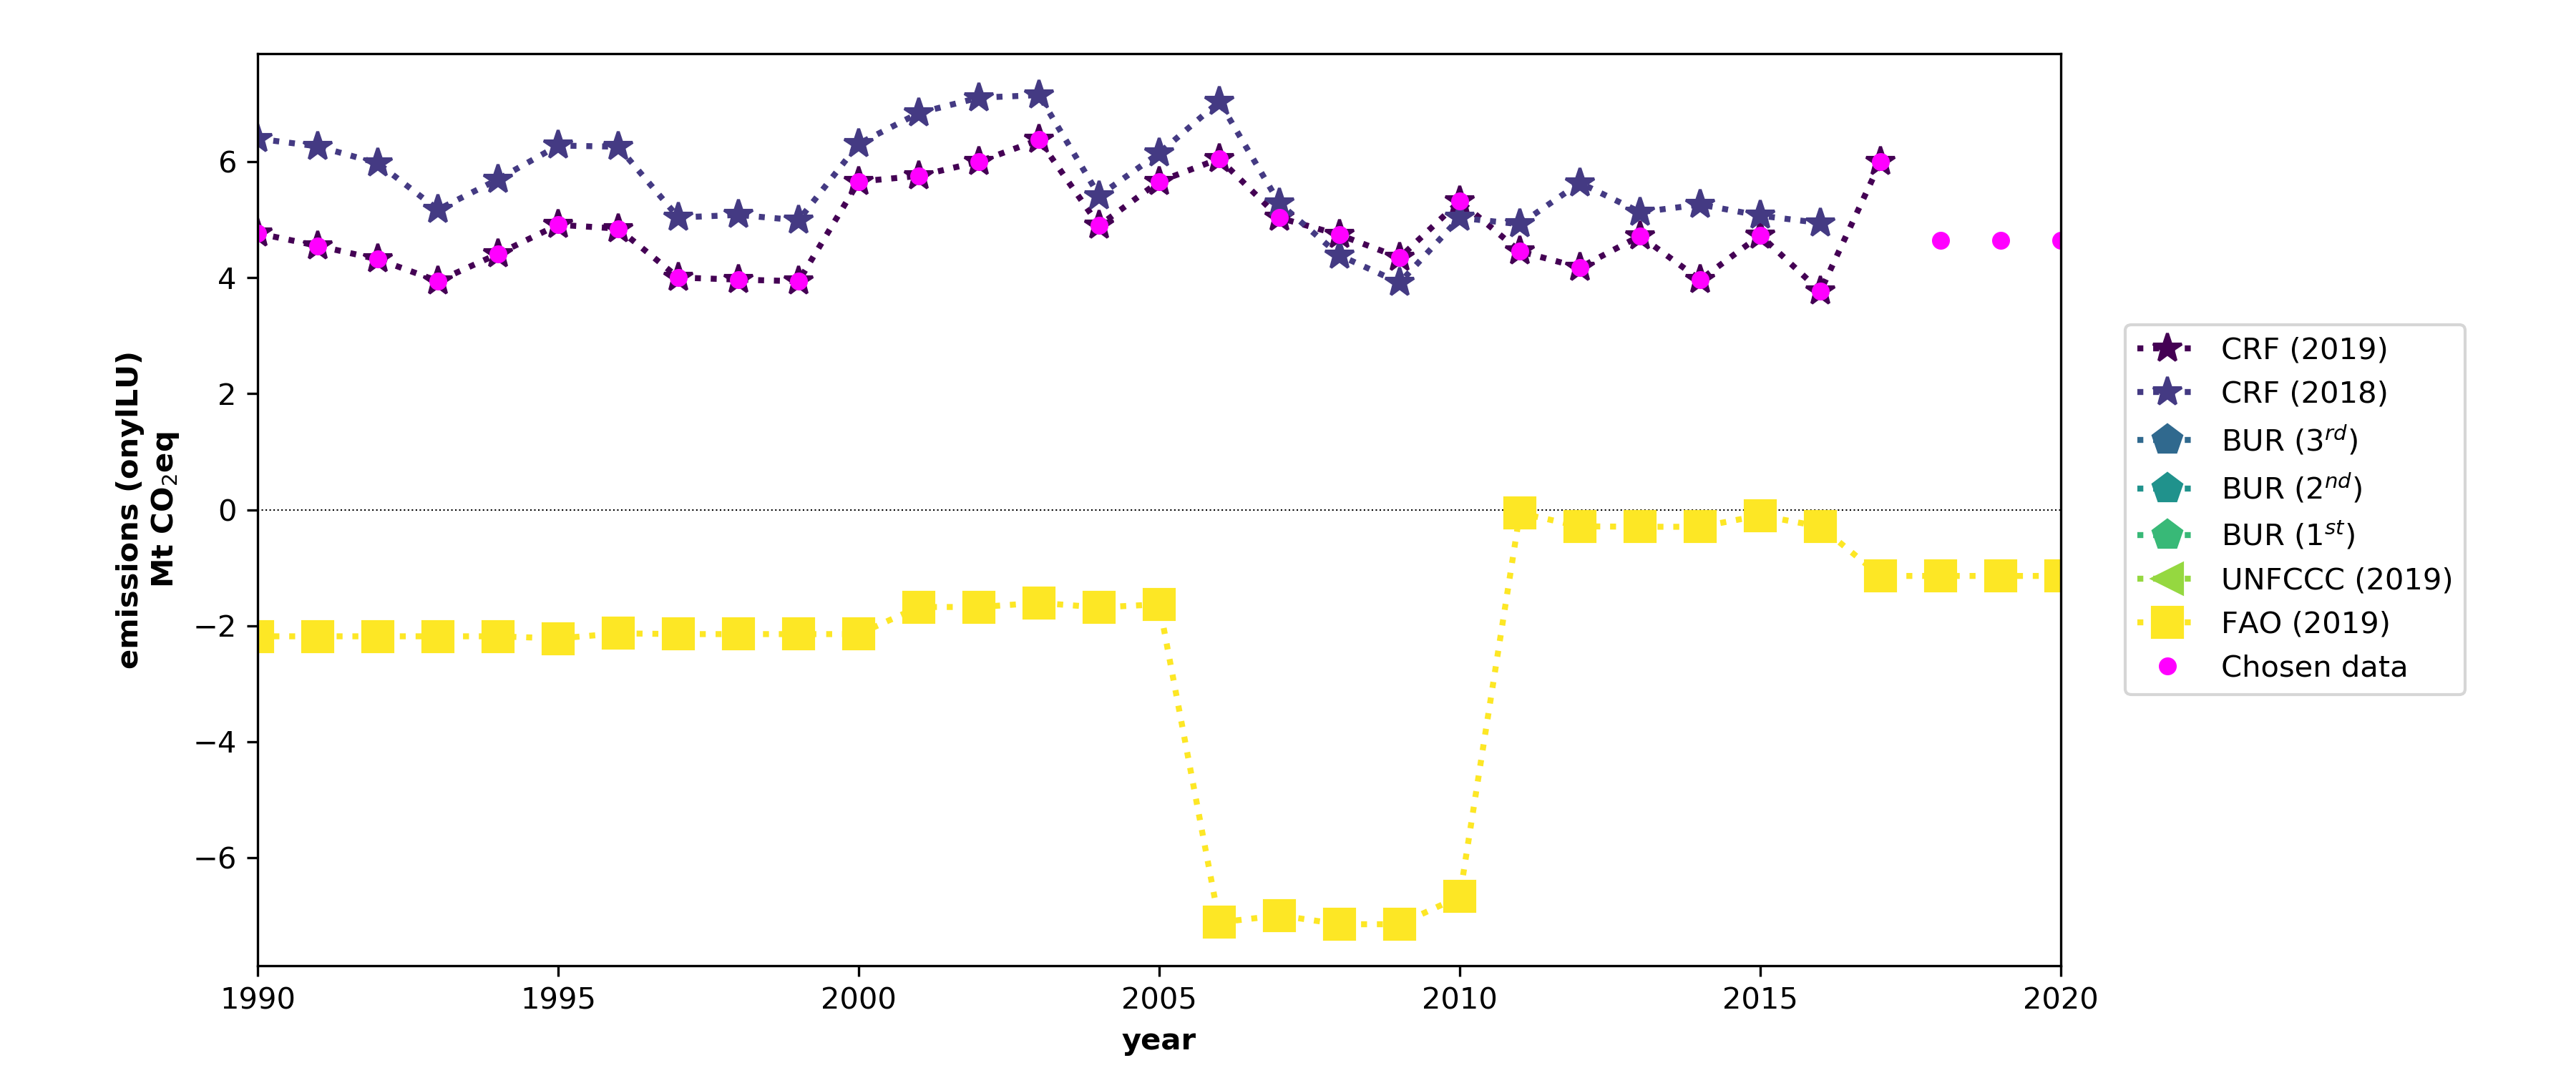 emissions (onylLU)
Mt CO₂eq
6
4
2
0
−2
−4
−6
1990 1995 2000 2005 2010 2015 2020
year
CRF (2019)
CRF (2018)
BUR (3ʳᵈ)
BUR (2ⁿᵈ)
BUR (1ˢᵗ)
UNFCCC (2019)
FAO (2019)
Chosen data